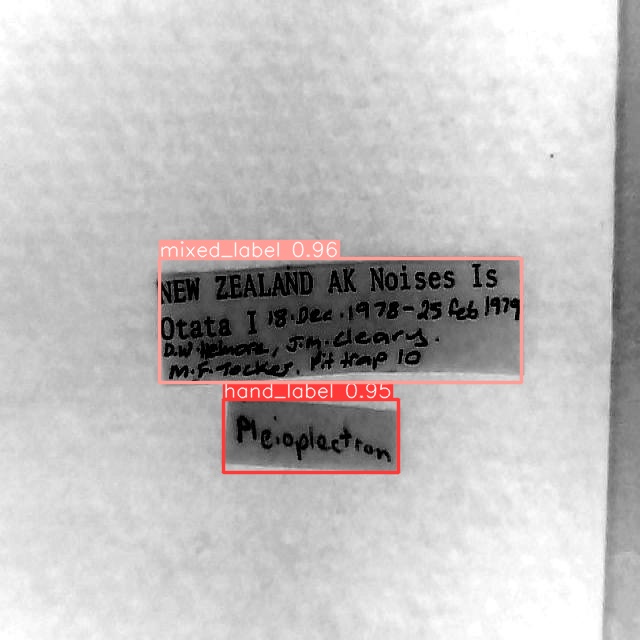 mixed_label 0.96
NEW ZEALAND AK Noises Is
Otata I 18.Dec.1978-25 Feb 1979
D.W Helmore, J.M. Cleary.
M.F. Tocker, Pit trap 10
hand_label 0.95
Pleioplectron